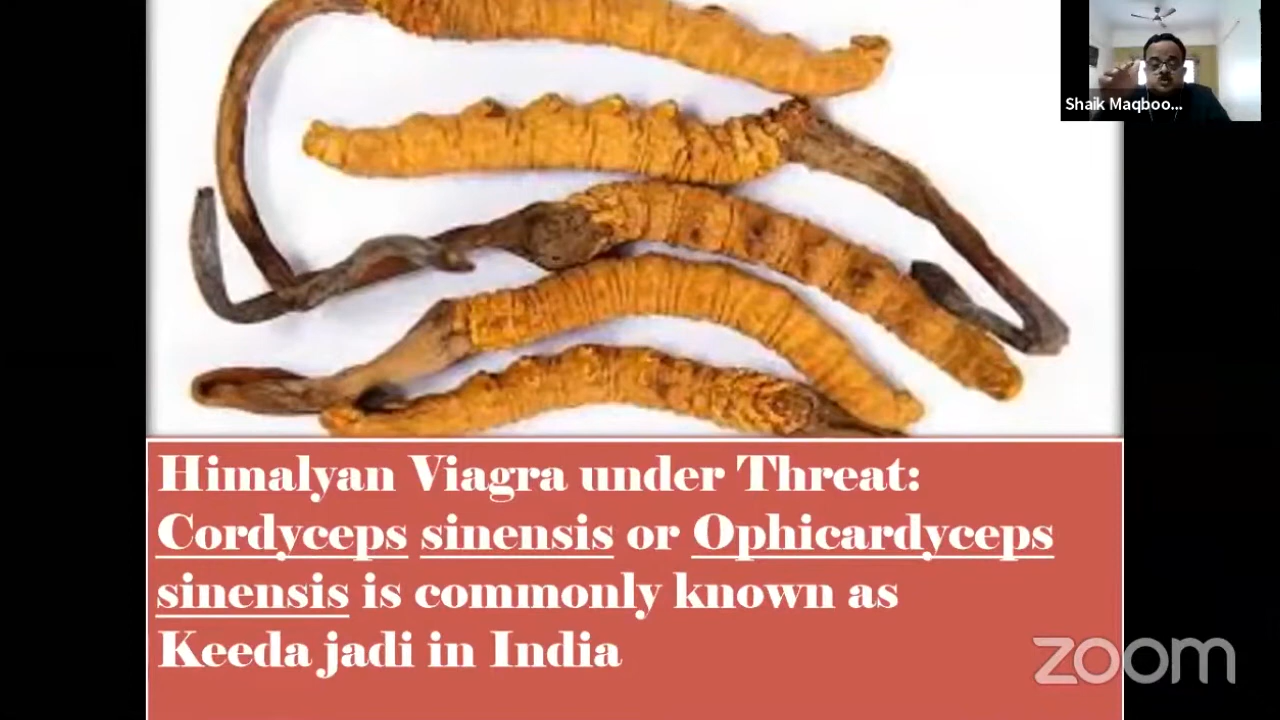 Shaik Maqboo...
Himalyan Viagra under Threat:
Cordyceps sinensis or Ophicardyceps
sinensis is commonly known as
Keeda jadi in India
zoom